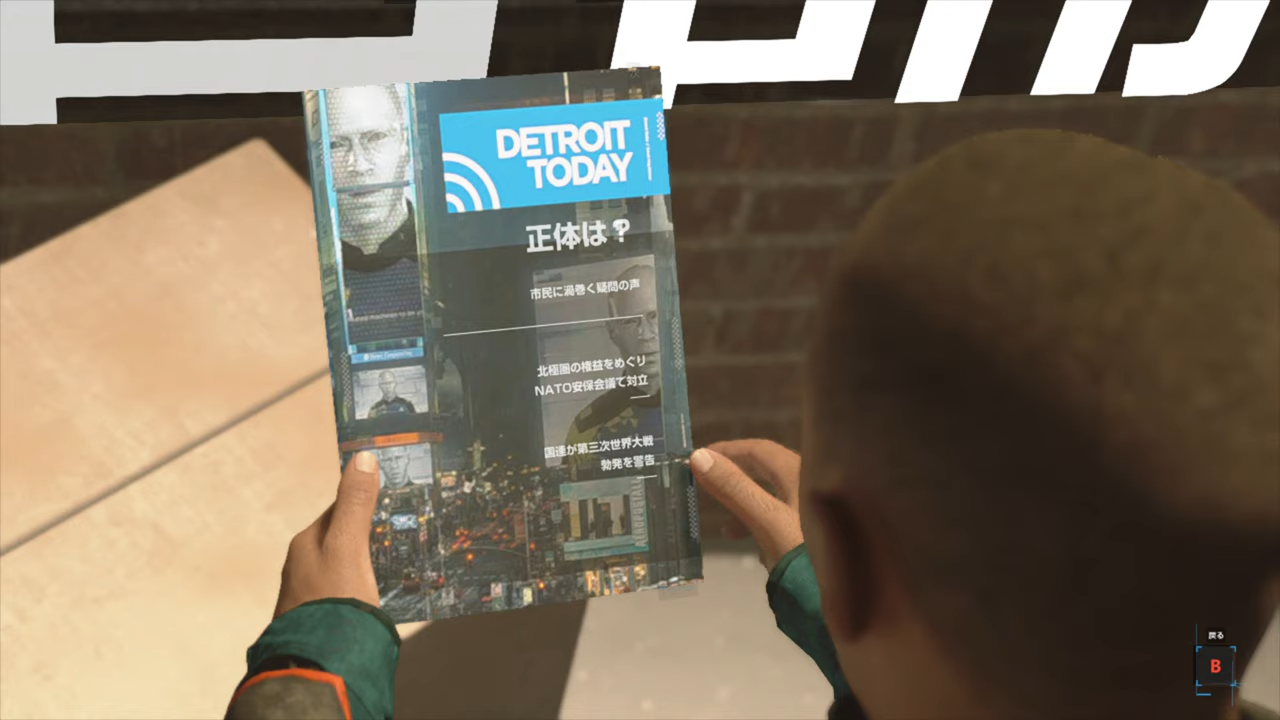 DETROIT
TODAY
正体は？
市民に渦巻く疑問の声
北極圏の権益をめぐり
NATO安保会議で対立
国連が第三次世界大戦
勃発を警告
戻る
B